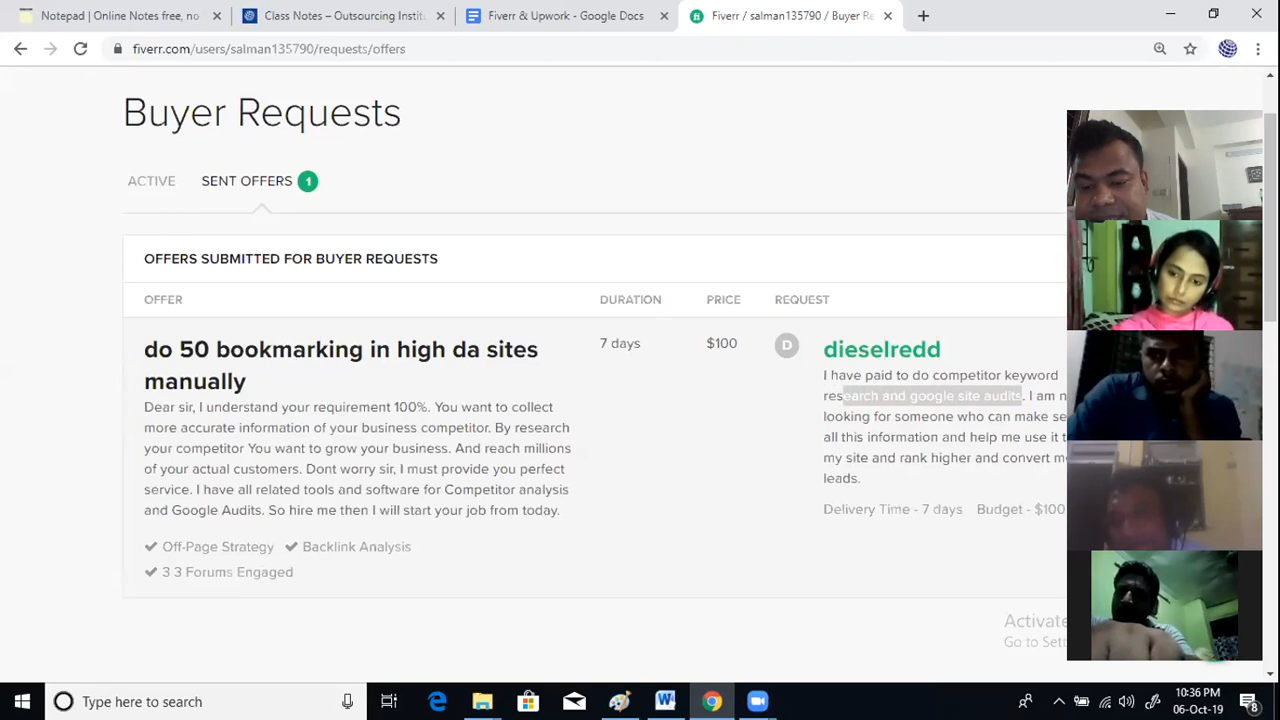 Notepad | Online Notes free, no
Class Notes – Outsourcing Instit
Fiverr & Upwork - Google Docs
Fiverr / salman135790 / Buyer Re
fiverr.com/users/salman135790/requests/offers
Buyer Requests
ACTIVE
SENT OFFERS 1
OFFERS SUBMITTED FOR BUYER REQUESTS
OFFER
DURATION
PRICE
REQUEST
do 50 bookmarking in high da sites
manually
Dear sir, I understand your requirement 100%. You want to collect
more accurate information of your business competitor. By research
your competitor You want to grow your business. And reach millions
of your actual customers. Dont worry sir, I must provide you perfect
service. I have all related tools and software for Competitor analysis
and Google Audits. So hire me then I will start your job from today.
Off-Page Strategy
Backlink Analysis
3 3 Forums Engaged
7 days
$100
D
dieselredd
I have paid to do competitor keyword
research and google site audits. I am n
looking for someone who can make se
all this information and help me use it t
my site and rank higher and convert m
leads.
Delivery Time - 7 days
Budget - $100
Activate
Go to Sett
Type here to search
10:36 PM
06-Oct-19
8